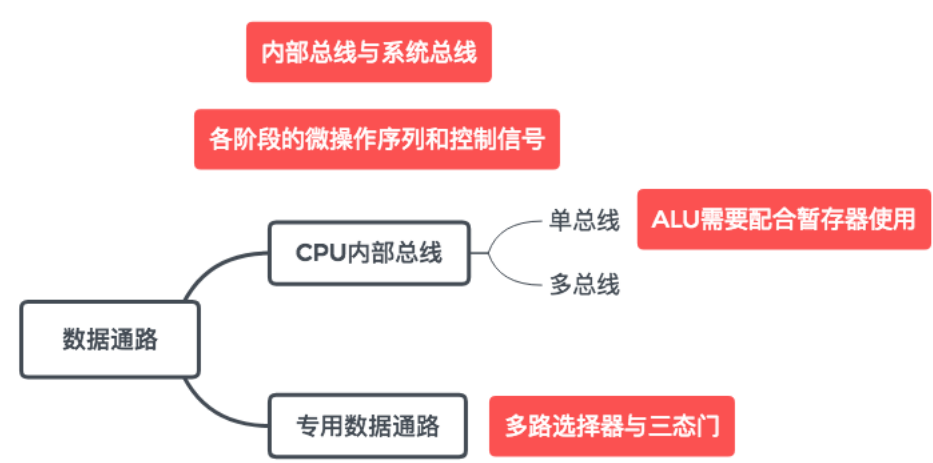 内部总线与系统总线
各阶段的微操作序列和控制信号
单总线
ALU需要配合暂存器使用
CPU内部总线
多总线
数据通路
专用数据通路
多路选择器与三态门